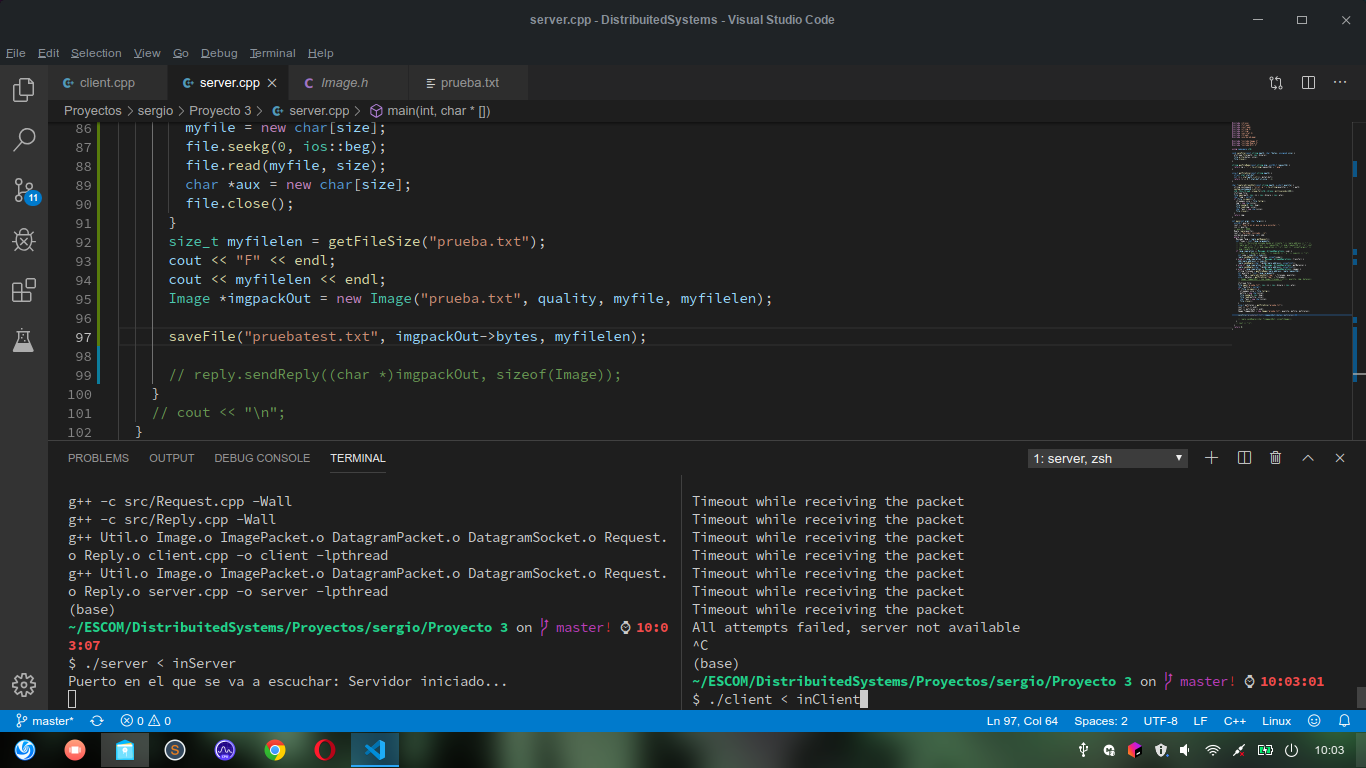 server.cpp - DistribuitedSystems - Visual Studio Code
File Edit Selection View Go Debug Terminal Help
client.cpp server.cpp Image.h prueba.txt
Proyectos > sergio > Proyecto 3 > server.cpp > main(int, char * [])
86 myfile = new char[size];
87 file.seekg(0, ios::beg);
88 file.read(myfile, size);
89 char *aux = new char[size];
90 file.close();
91 }
92 size_t myfilelen = getFileSize("prueba.txt");
93 cout << "F" << endl;
94 cout << myfilelen << endl;
95 Image *imgpackOut = new Image("prueba.txt", quality, myfile, myfilelen);
96
97 saveFile("pruebatest.txt", imgpackOut->bytes, myfilelen);
98
99 // reply.sendReply((char *)imgpackOut, sizeof(Image));
100 }
101 // cout << "\n";
102 }
11
PROBLEMS OUTPUT DEBUG CONSOLE TERMINAL
1: server, zsh
g++ -c src/Request.cpp -Wall
g++ -c src/Reply.cpp -Wall
g++ Util.o Image.o ImagePacket.o DatagramPacket.o DatagramSocket.o Request.
o Reply.o client.cpp -o client -lpthread
g++ Util.o Image.o ImagePacket.o DatagramPacket.o DatagramSocket.o Request.
o Reply.o server.cpp -o server -lpthread
(base)
~/ESCOM/DistribuitedSystems/Proyectos/sergio/Proyecto 3 on master! 10:0
3:07
$ ./server < inServer
Puerto en el que se va a escuchar: Servidor iniciado...
Timeout while receiving the packet
Timeout while receiving the packet
Timeout while receiving the packet
Timeout while receiving the packet
Timeout while receiving the packet
Timeout while receiving the packet
Timeout while receiving the packet
All attempts failed, server not available
^C
(base)
~/ESCOM/DistribuitedSystems/Proyectos/sergio/Proyecto 3 on master! 10:03:01
$ ./client < inClient
master* 0 0 Ln 97, Col 64 Spaces: 2 UTF-8 LF C++ Linux
10:03